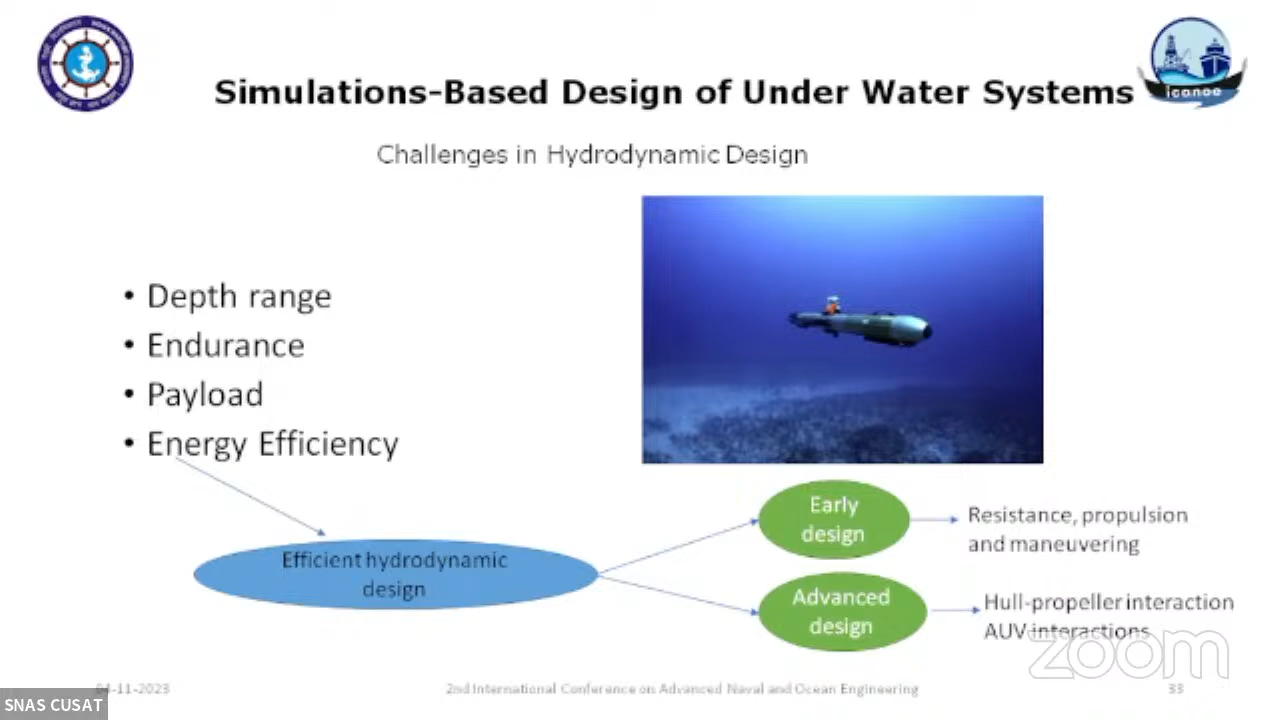 Simulations-Based Design of Under Water Systems
iconoe
Challenges in Hydrodynamic Design
• Depth range
• Endurance
• Payload
• Energy Efficiency
Efficient hydrodynamic
design
Early
design
Resistance, propulsion
and maneuvering
Advanced
design
Hull-propeller interaction
AUV interactions
zoom
04-11-2023
2nd International Conference on Advanced Naval and Ocean Engineering
33
SNAS CUSAT